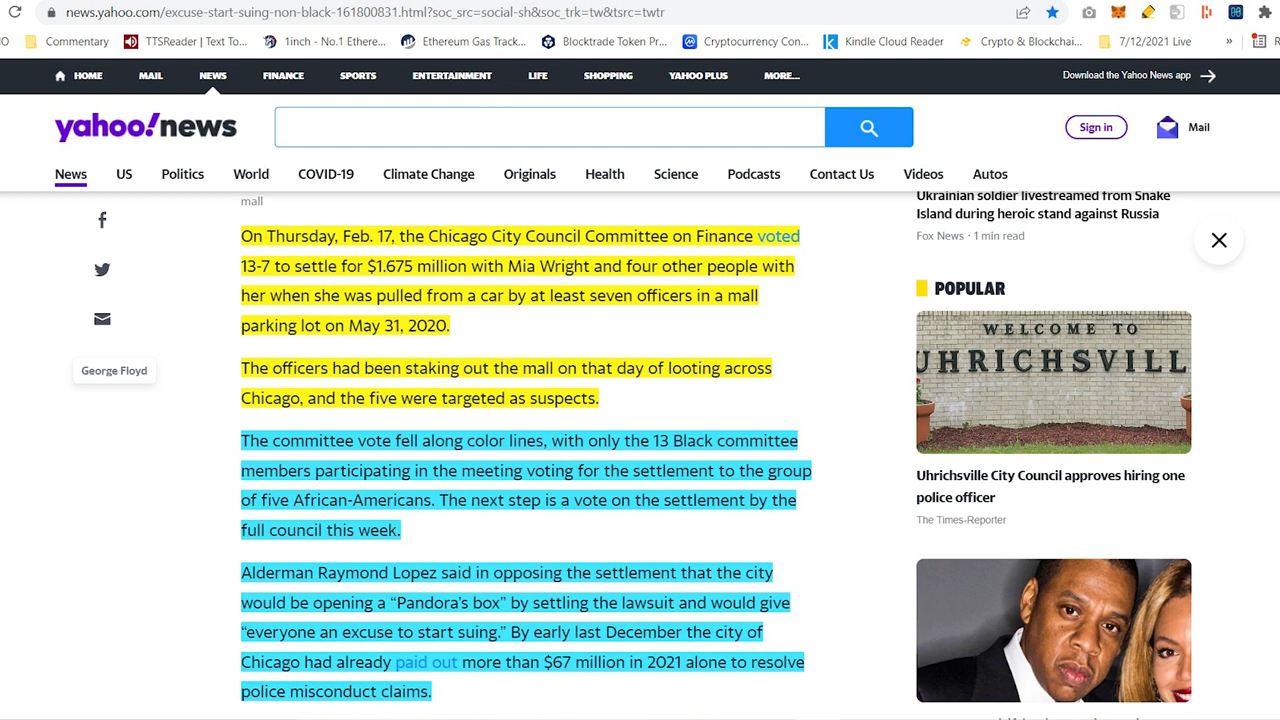 news.yahoo.com/excuse-start-suing-non-black-161800831.html?soc_src=social-sh&soc_trk=tw&tsrc=twtr
Commentary TTSReader | Text To... 1inch - No.1 Ethere... Ethereum Gas Track... Blocktrade Token Pr... Cryptocurrency Con... Kindle Cloud Reader Crypto & Blockchai... 7/12/2021 Live »
HOME MAIL NEWS FINANCE SPORTS ENTERTAINMENT LIFE SHOPPING YAHOO PLUS MORE... Download the Yahoo News app
yahoo!news Sign in Mail
News US Politics World COVID-19 Climate Change Originals Health Science Podcasts Contact Us Videos Autos
mall
On Thursday, Feb. 17, the Chicago City Council Committee on Finance voted
13-7 to settle for $1.675 million with Mia Wright and four other people with
her when she was pulled from a car by at least seven officers in a mall
parking lot on May 31, 2020.
The officers had been staking out the mall on that day of looting across
Chicago, and the five were targeted as suspects.
The committee vote fell along color lines, with only the 13 Black committee
members participating in the meeting voting for the settlement to the group
of five African-Americans. The next step is a vote on the settlement by the
full council this week.
Alderman Raymond Lopez said in opposing the settlement that the city
would be opening a “Pandora’s box” by settling the lawsuit and would give
“everyone an excuse to start suing.” By early last December the city of
Chicago had already paid out more than $67 million in 2021 alone to resolve
police misconduct claims.
George Floyd
Ukrainian soldier livestreamed from Snake
Island during heroic stand against Russia
Fox News · 1 min read
POPULAR
WELCOME TO
UHRICHSVILL
Uhrichsville City Council approves hiring one
police officer
The Times-Reporter